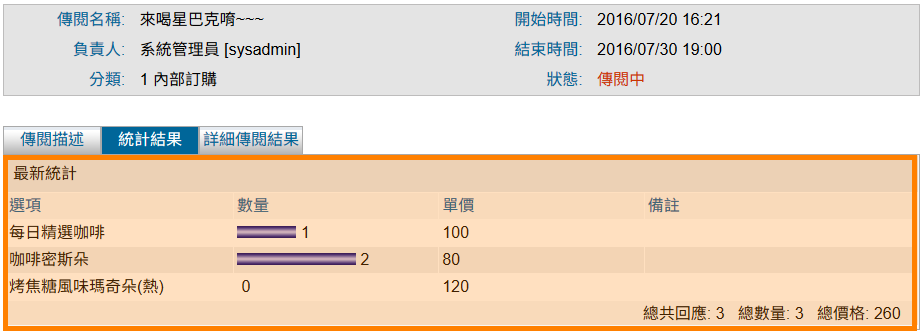 傳閱名稱: 來喝星巴克唷~~~ 開始時間: 2016/07/20 16:21
負責人: 系統管理員 [sysadmin] 結束時間: 2016/07/30 19:00
分類: 1 內部訂購 狀態: 傳閱中
傳閱描述 統計結果 詳細傳閱結果
最新統計
選項 數量 單價 備註
每日精選咖啡 1 100
咖啡密斯朵 2 80
烤焦糖風味瑪奇朵(熱) 0 120
總共回應: 3 總數量: 3 總價格: 260